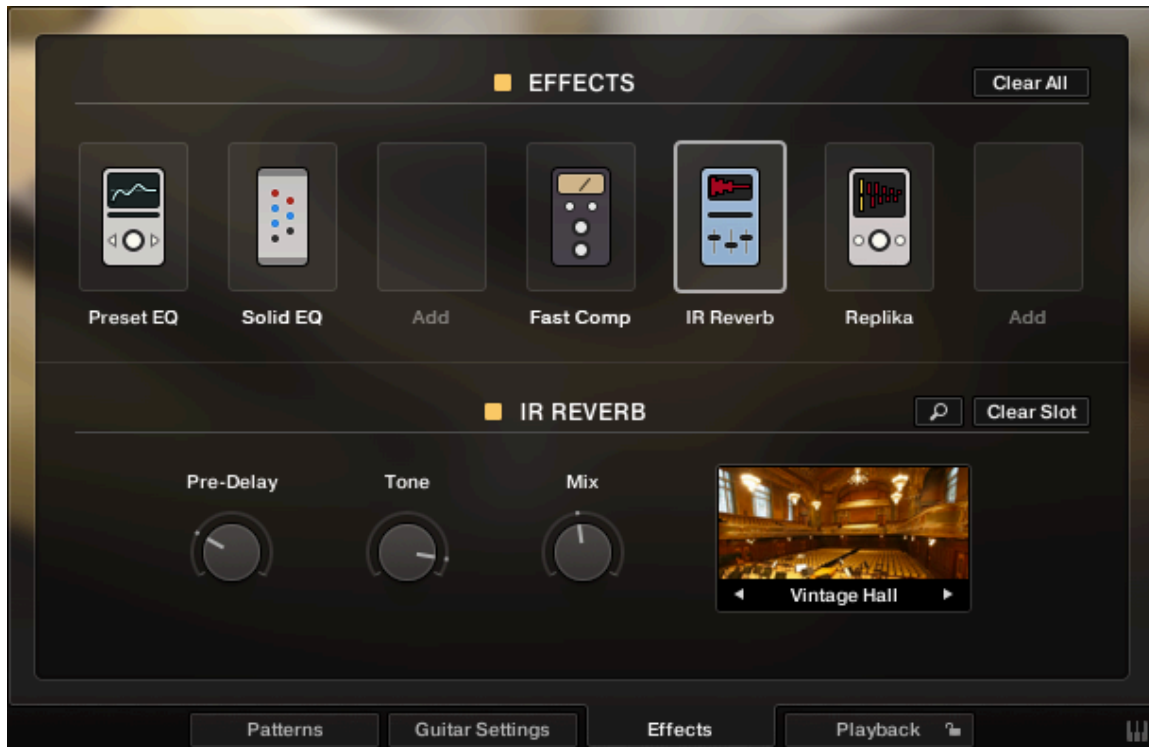 EFFECTS
Clear All
Preset EQ
Solid EQ
Add
Fast Comp
IR Reverb
Replika
Add
IR REVERB
Clear Slot
Pre-Delay
Tone
Mix
Vintage Hall
Patterns
Guitar Settings
Effects
Playback